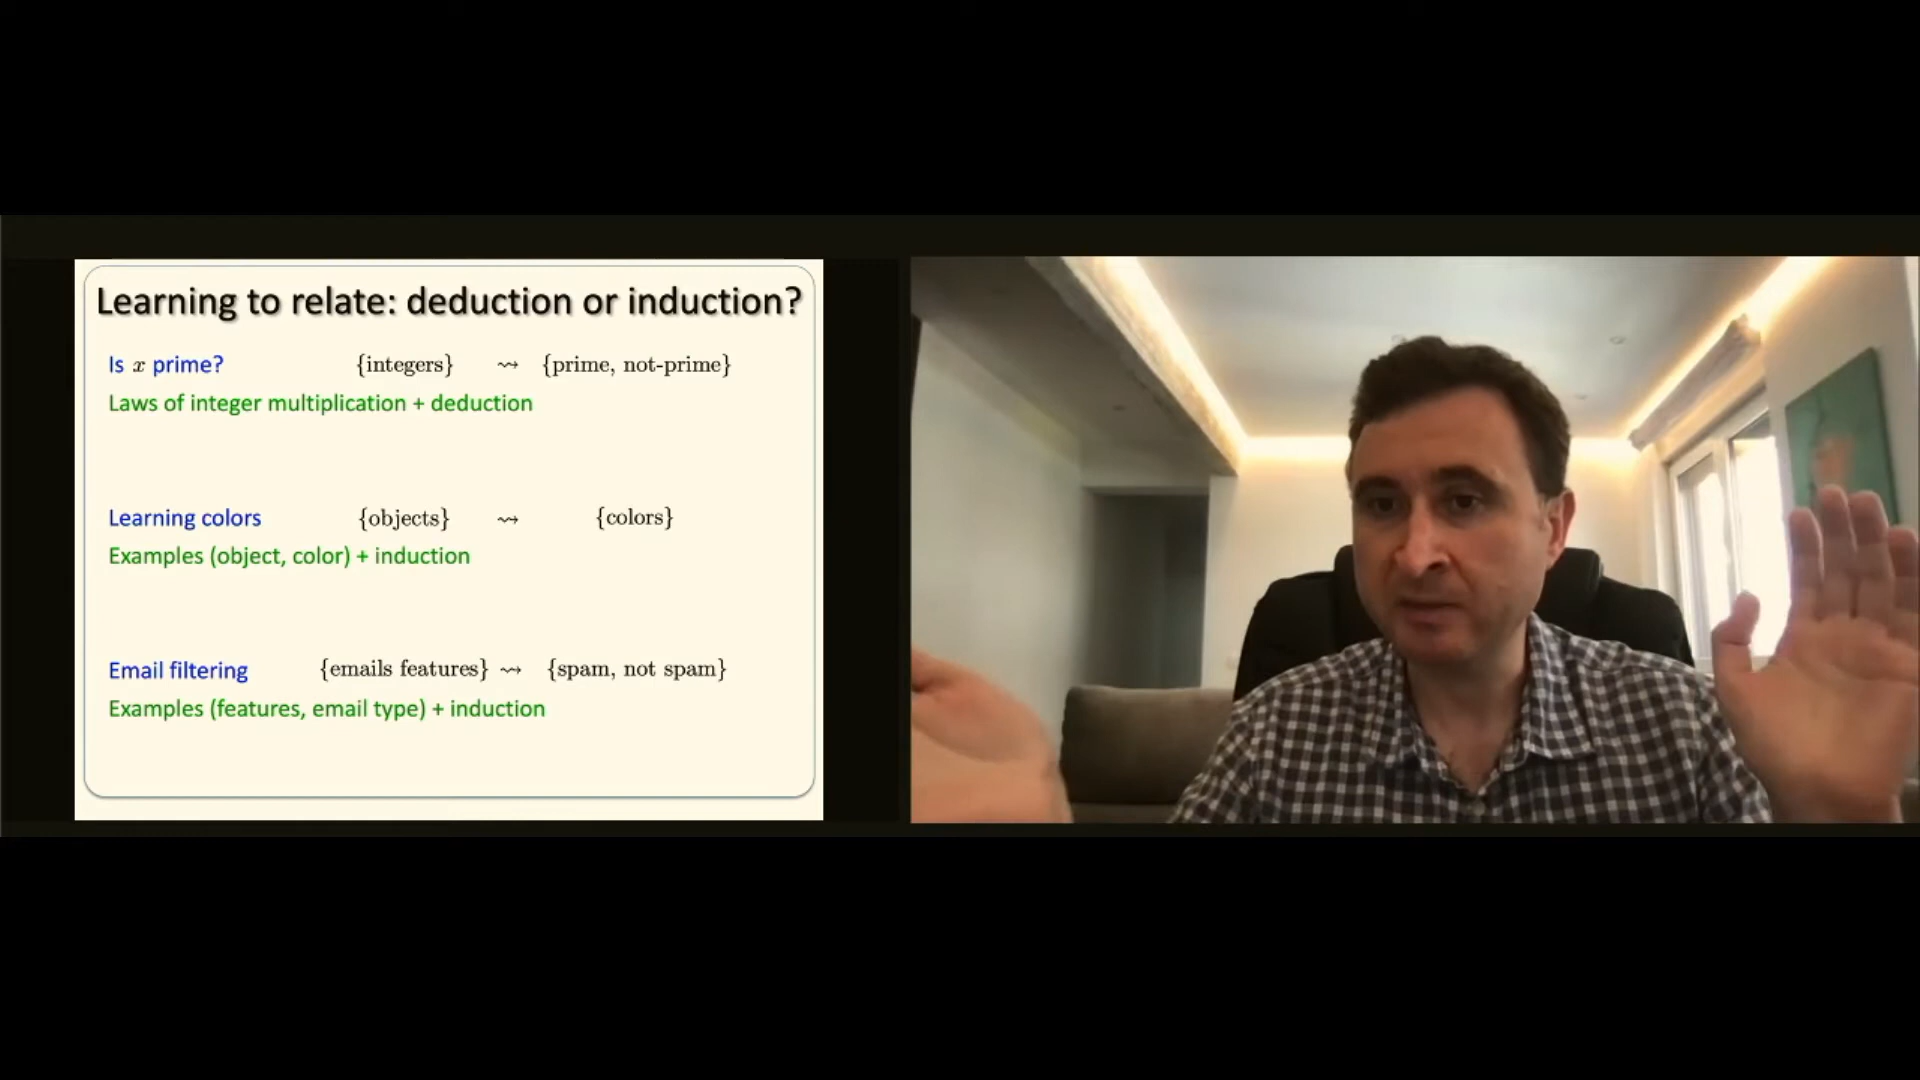 Learning to relate: deduction or induction?
Is x prime? {integers} ⇝ {prime, not-prime}
Laws of integer multiplication + deduction
Learning colors {objects} ⇝ {colors}
Examples (object, color) + induction
Email filtering {emails features} ⇝ {spam, not spam}
Examples (features, email type) + induction